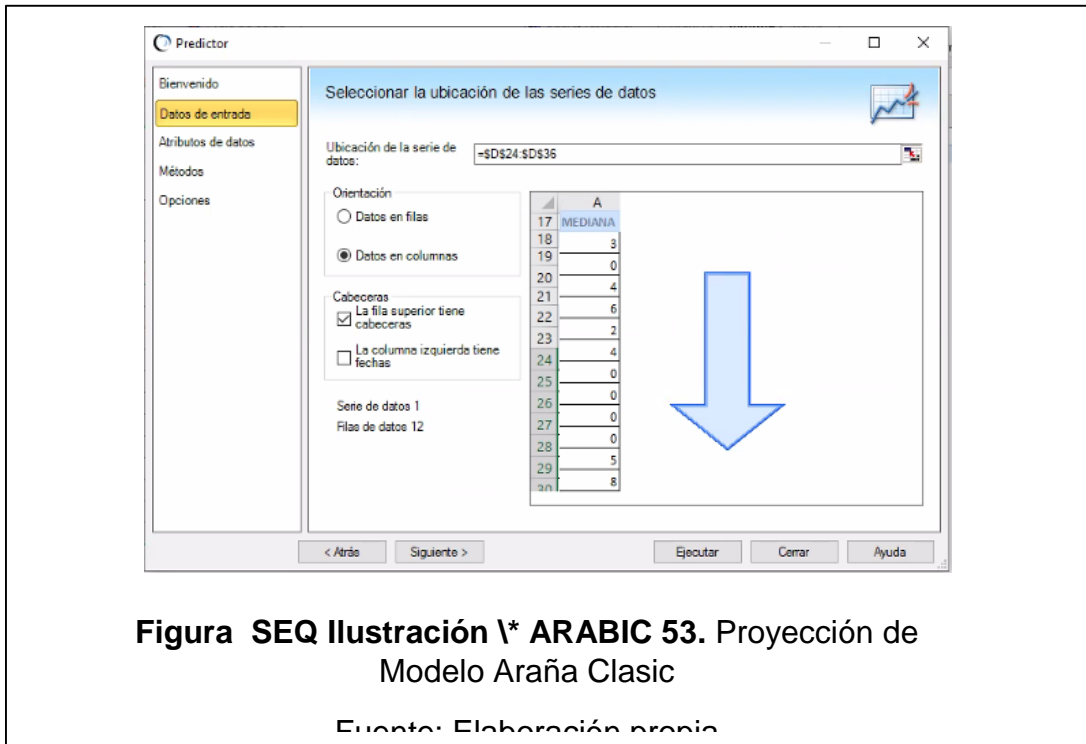 Predictor
Bienvenido
Datos de entrada
Atributos de datos
Métodos
Opciones
Seleccionar la ubicación de las series de datos
Ubicación de la serie de
datos:
=$D$24:$D$36
Orientación
Datos en filas
Datos en columnas
Cabeceras
La fila superior tiene
cabeceras
La columna izquierda tiene
fechas
Serie de datos 1
Filas de datos 12
A
17 MEDIANA
18 3
19 0
20 4
21 6
22 2
23 4
24 0
25 0
26 0
27 0
28 5
29 8
30
< Atrás
Siguiente >
Ejecutar
Cerrar
Ayuda
Figura SEQ Ilustración \* ARABIC 53. Proyección de
Modelo Araña Clasic
Fuente: Elaboración propia